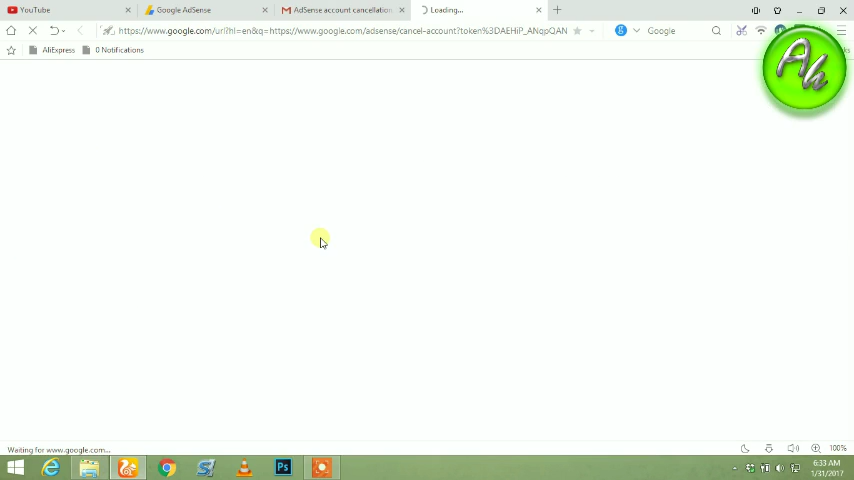 YouTube
Google AdSense
AdSense account cancellation
Loading...
https://www.google.com/url?hl=en&q=https://www.google.com/adsense/cancel-account?token%3DAEHiP_ANqpQAN
Google
AliExpress
0 Notifications
Ah
Waiting for www.google.com...
100%
Ps
6:33 AM
1/31/2017